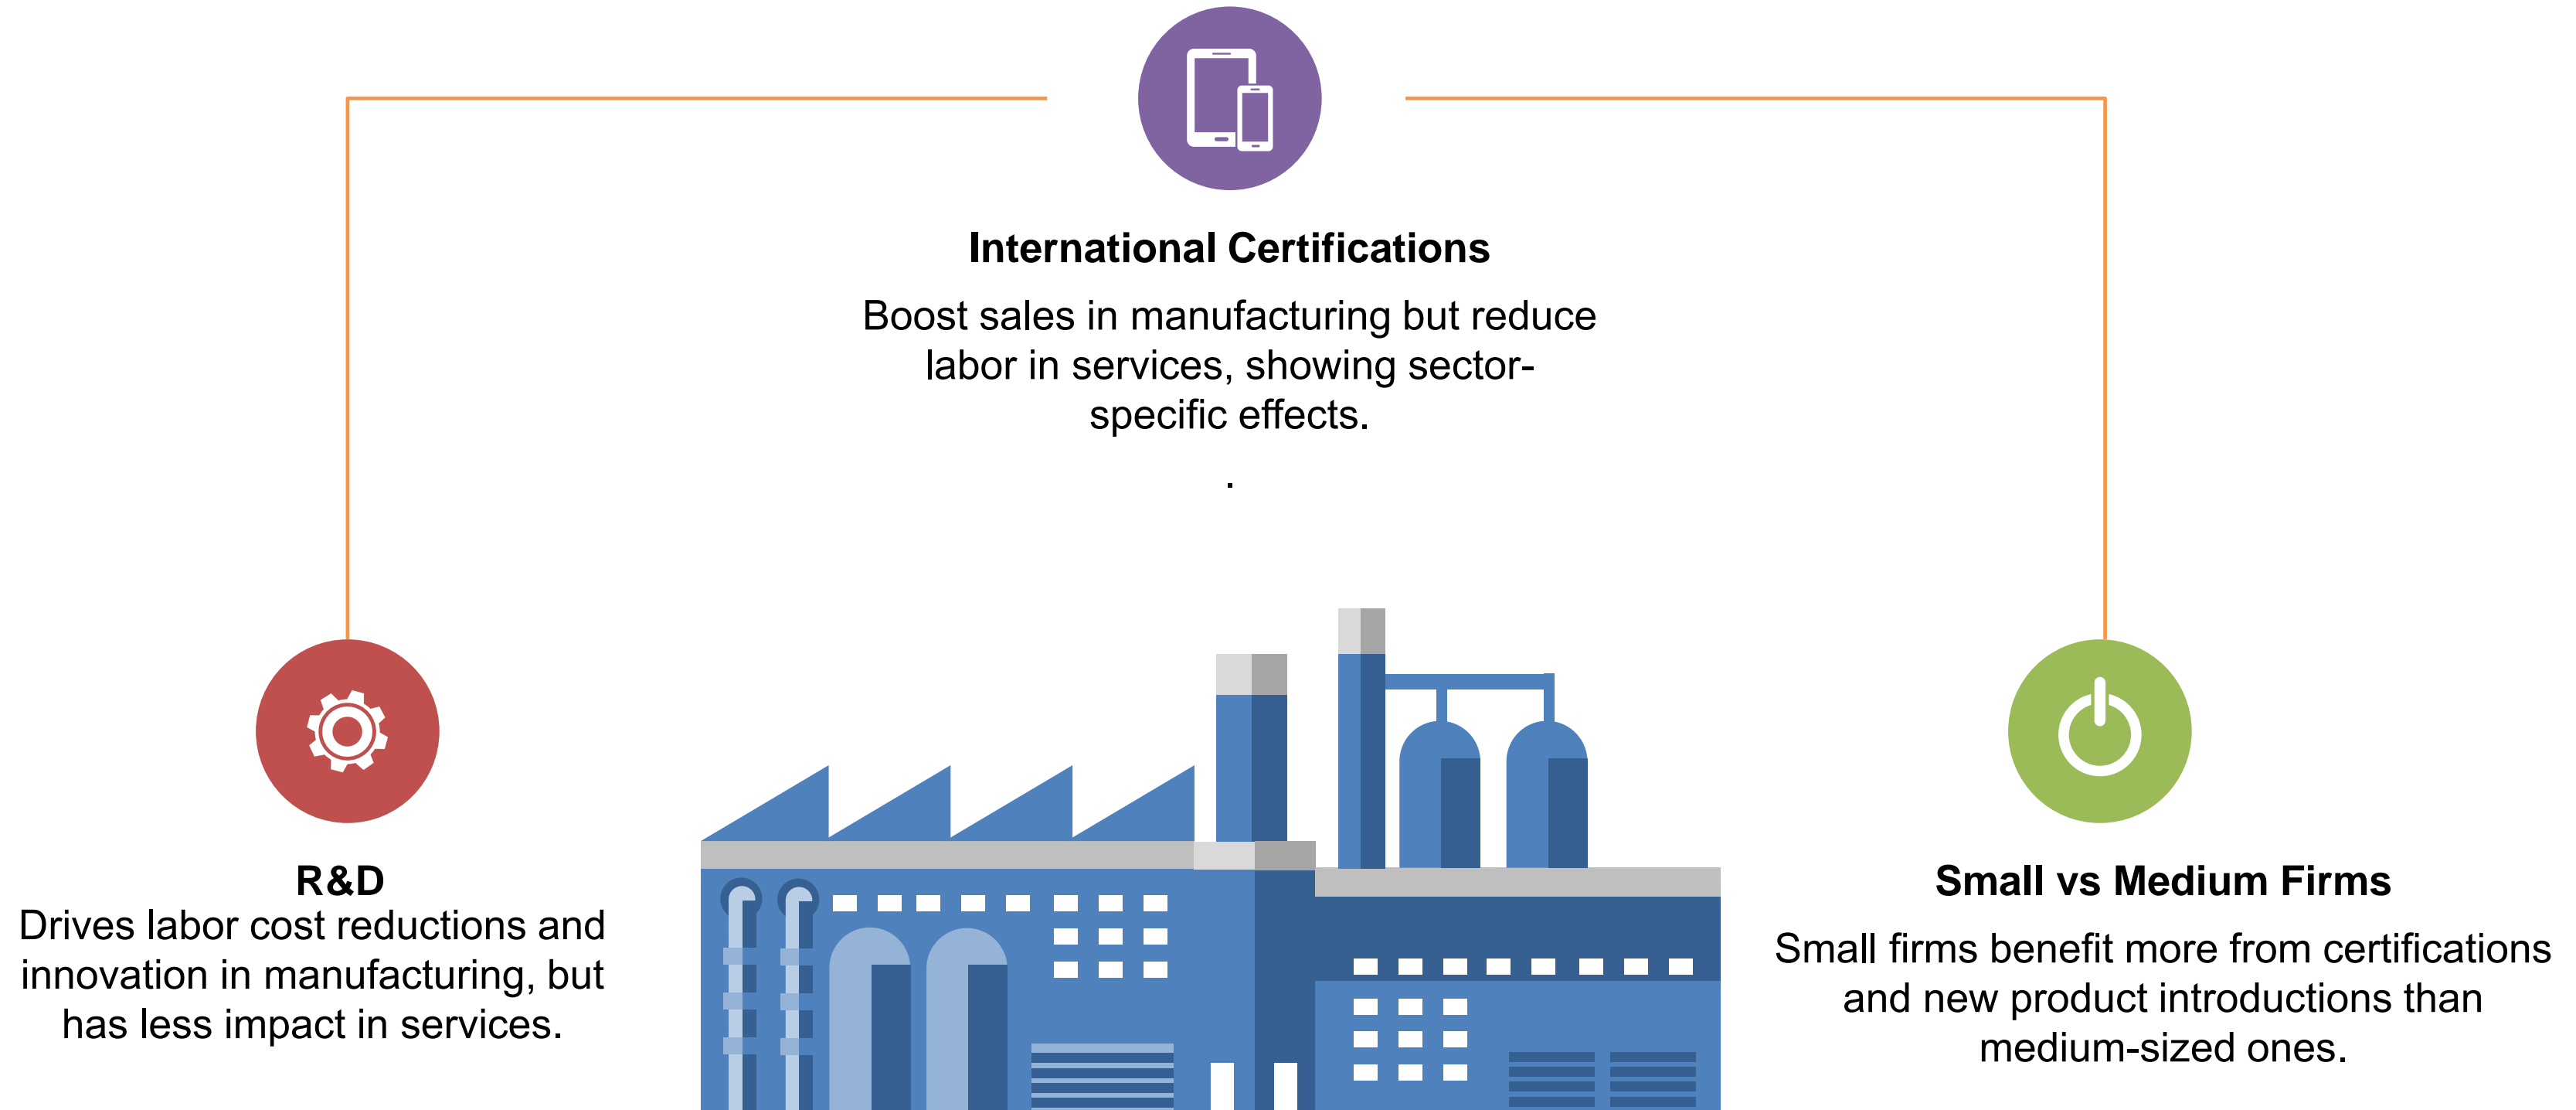 International Certifications
Boost sales in manufacturing but reduce
labor in services, showing sector-
specific effects.
.
R&D
Drives labor cost reductions and
innovation in manufacturing, but
has less impact in services.
Small vs Medium Firms
Small firms benefit more from certifications
and new product introductions than
medium-sized ones.